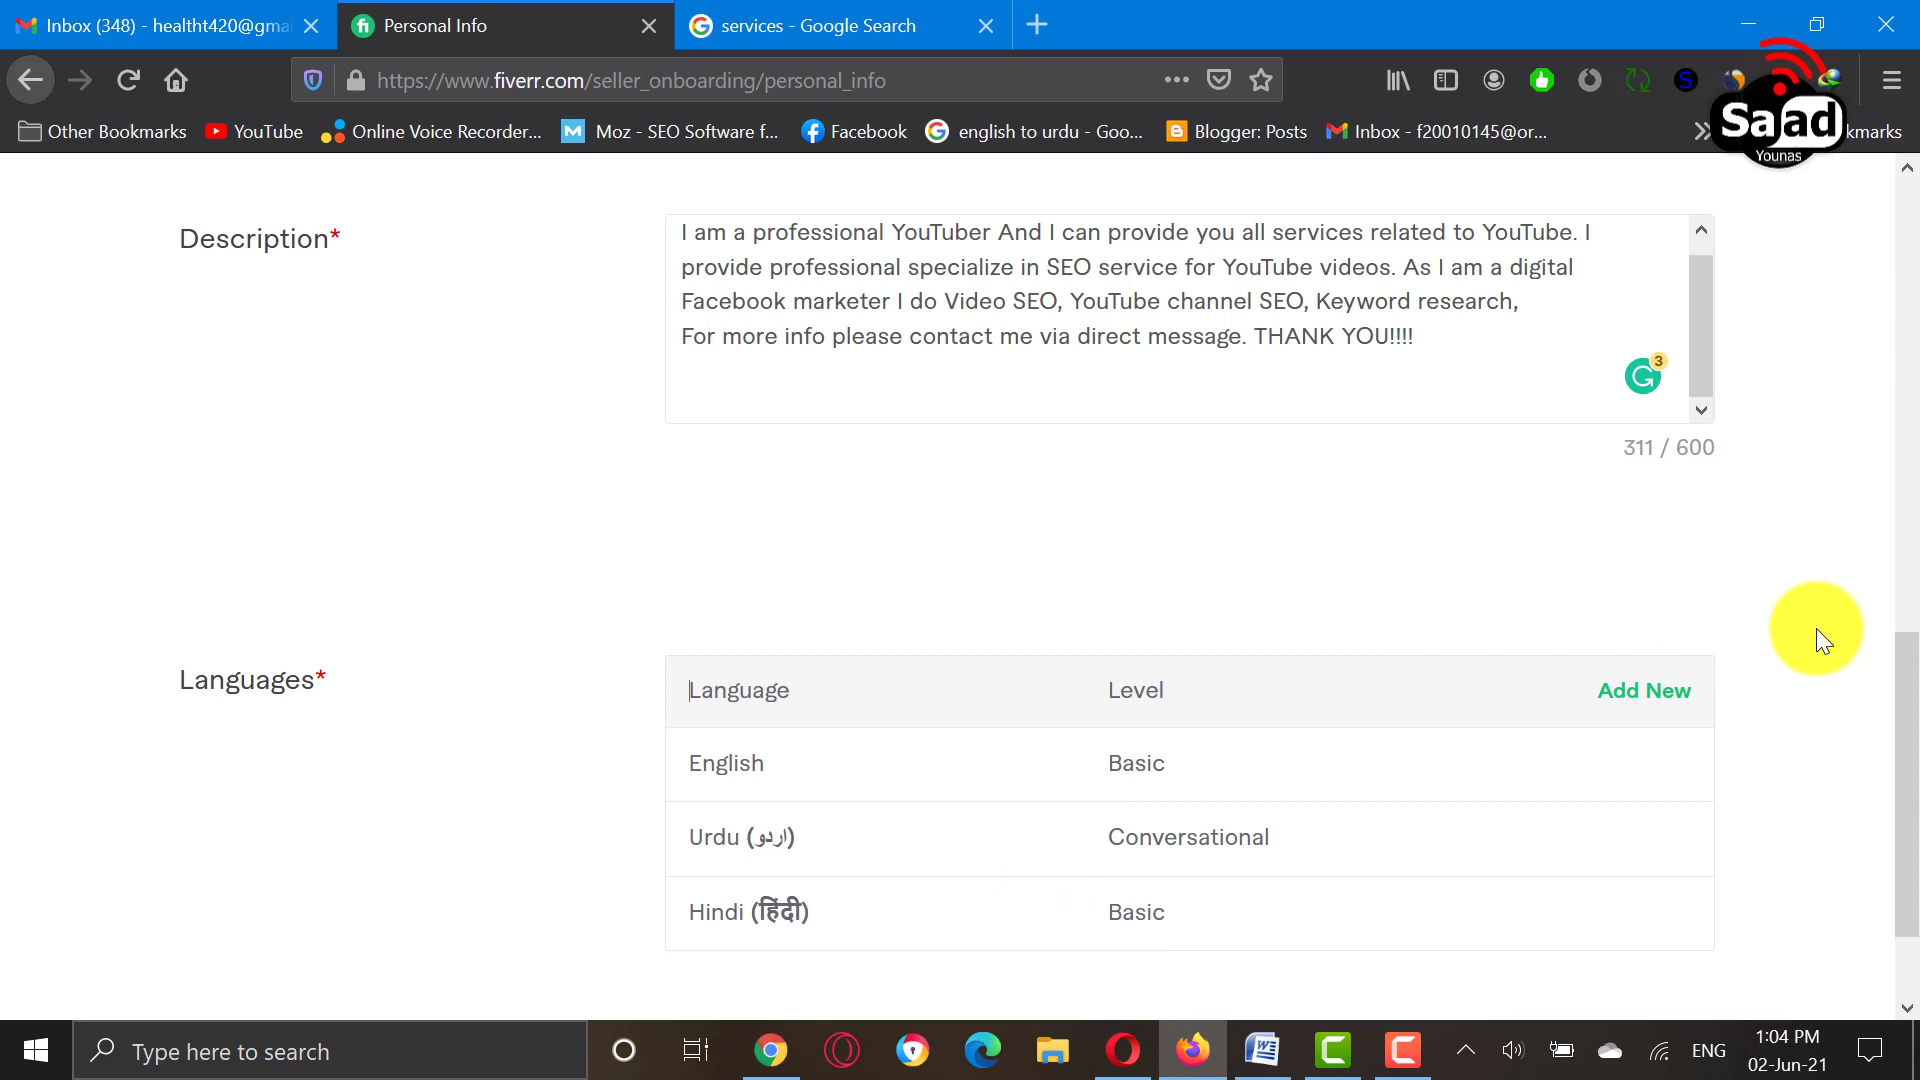 Inbox (348) - healtht420@gma
Personal Info
services - Google Search
https://www.fiverr.com/seller_onboarding/personal_info
Other Bookmarks
YouTube
Online Voice Recorder...
Moz - SEO Software f...
Facebook
english to urdu - Goo...
Blogger: Posts
Inbox - f20010145@or...
kmarks
Saad
Younas
Description*
I am a professional YouTuber And I can provide you all services related to YouTube. I
provide professional specialize in SEO service for YouTube videos. As I am a digital
Facebook marketer I do Video SEO, YouTube channel SEO, Keyword research,
For more info please contact me via direct message. THANK YOU!!!!
3
311 / 600
Languages*
Language Level Add New
English Basic
Urdu (اردو) Conversational
Hindi (हिंदी) Basic
Type here to search
ENG
1:04 PM
02-Jun-21